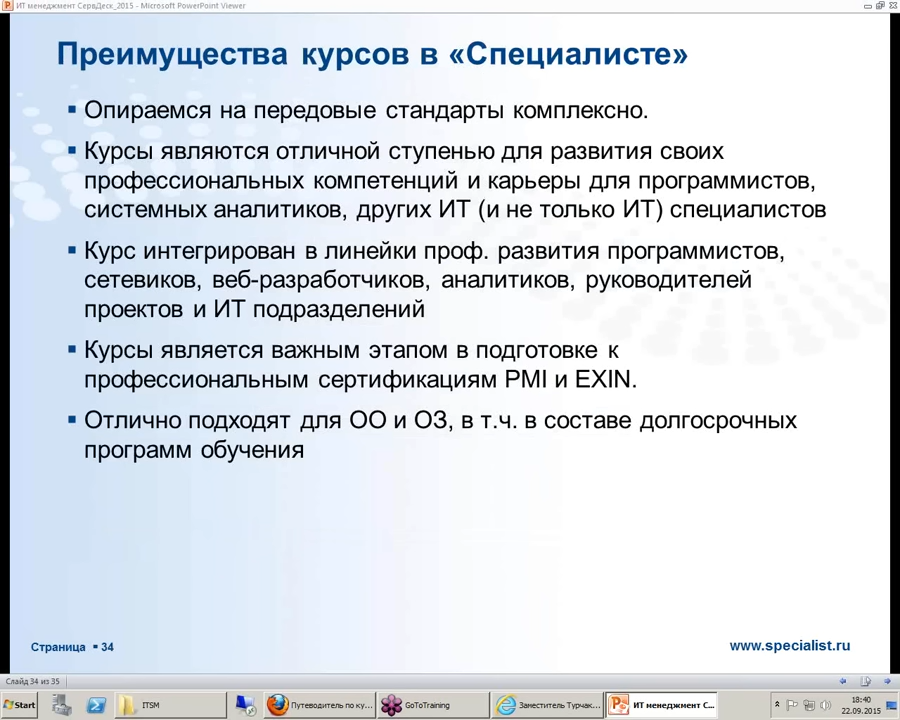 ИТ менеджмент СервДеск_2015 - Microsoft PowerPoint Viewer
Преимущества курсов в «Специалисте»
Опираемся на передовые стандарты комплексно.
Курсы являются отличной ступенью для развития своих
профессиональных компетенций и карьеры для программистов,
системных аналитиков, других ИТ (и не только ИТ) специалистов
Курс интегрирован в линейки проф. развития программистов,
сетевиков, веб-разработчиков, аналитиков, руководителей
проектов и ИТ подразделений
Курсы является важным этапом в подготовке к
профессиональным сертификациям PMI и EXIN.
Отлично подходят для ОО и ОЗ, в т.ч. в составе долгосрочных
программ обучения
Страница ▪ 34
www.specialist.ru
Слайд 34 из 35
Start
ITSM
Путеводитель по ку...
GoToTraining
Заместитель Турчак...
ИТ менеджмент С...
18:40
22.09.2015